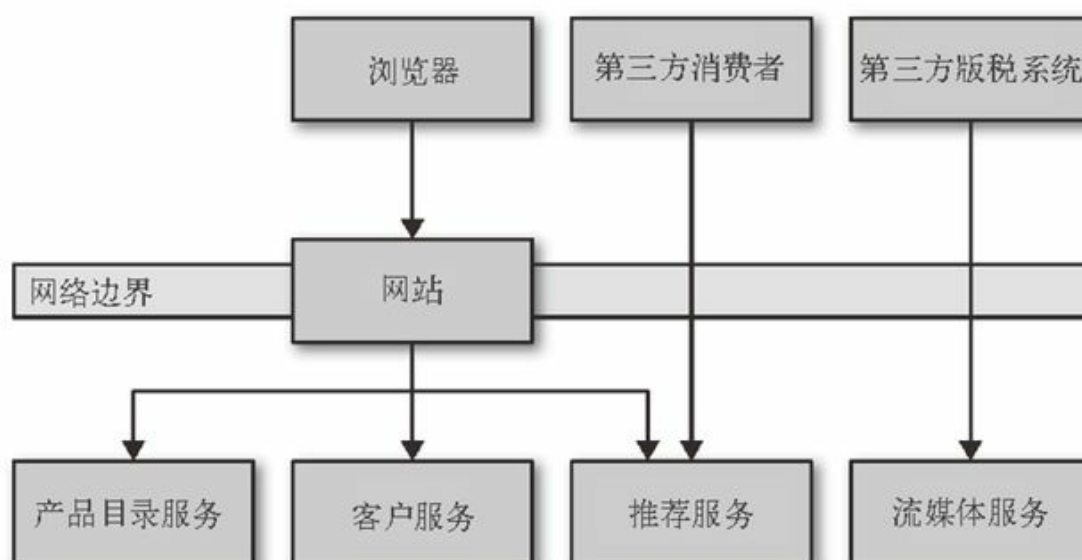 浏览器
第三方消费者
第三方版税系统
网络边界
网站
产品目录服务
客户服务
推荐服务
流媒体服务